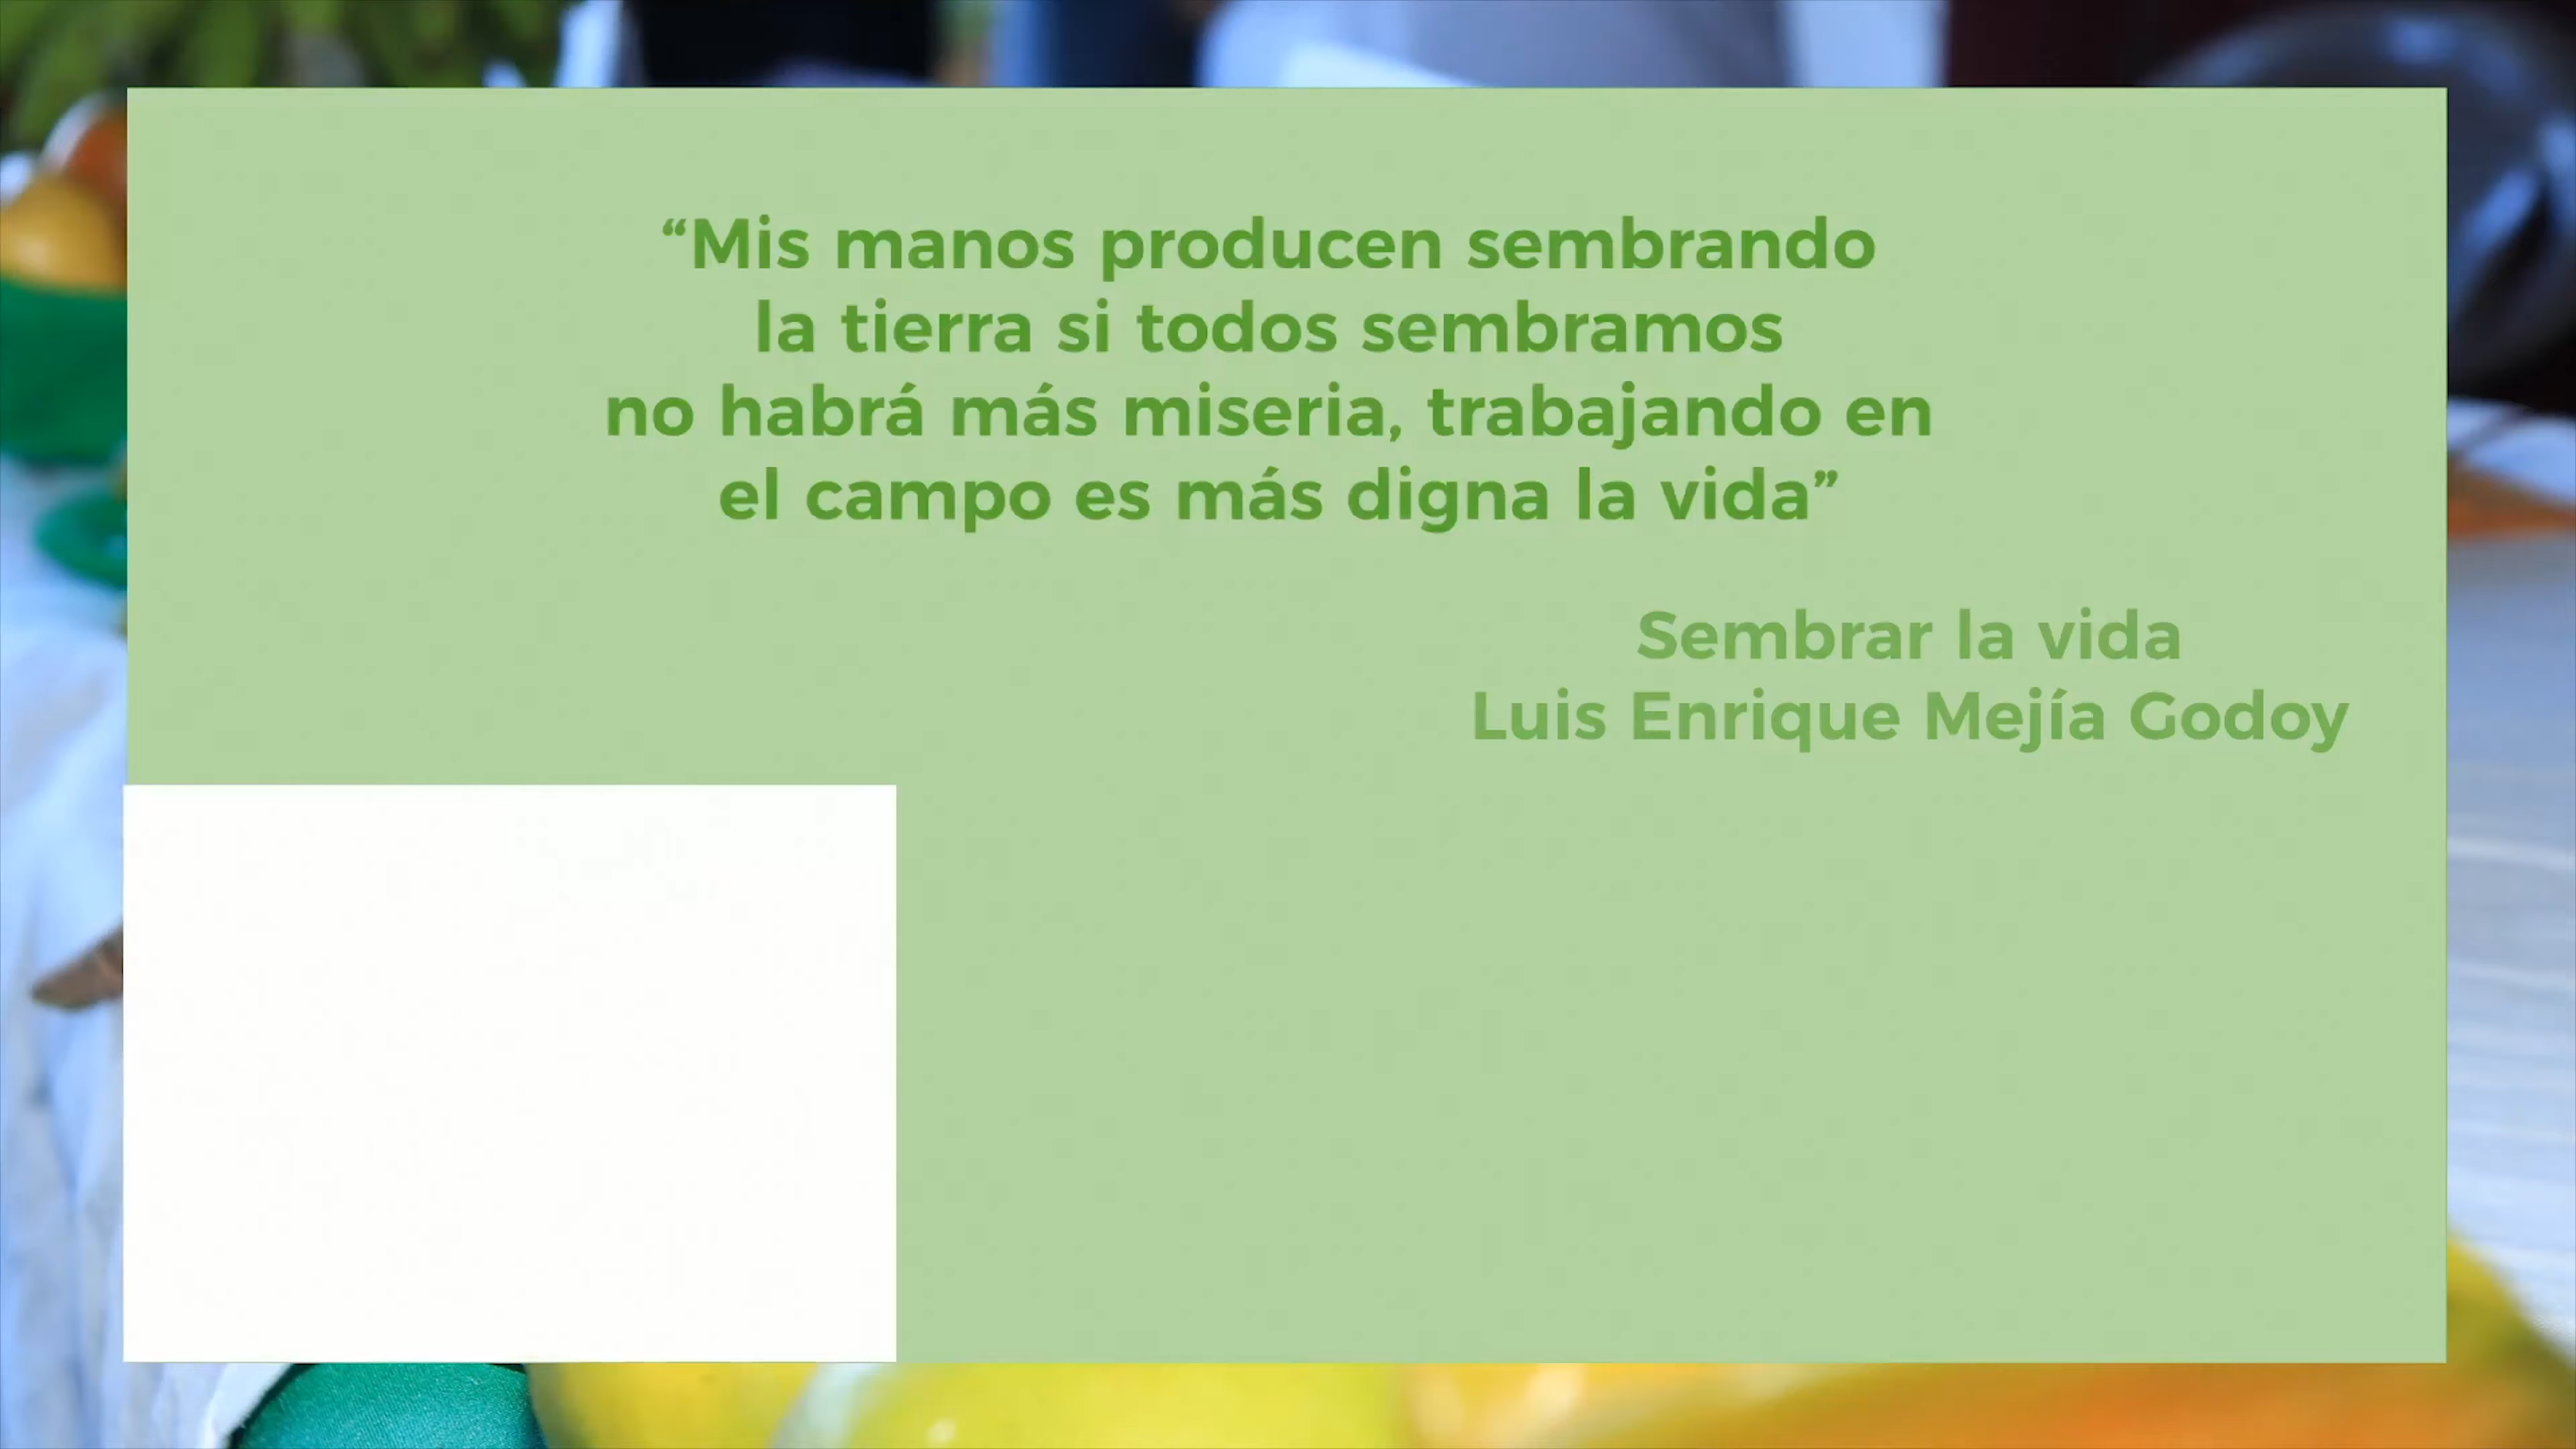 “Mis manos producen sembrando
la tierra si todos sembramos
no habrá más miseria, trabajando en
el campo es más digna la vida”
Sembrar la vida
Luis Enrique Mejía Godoy